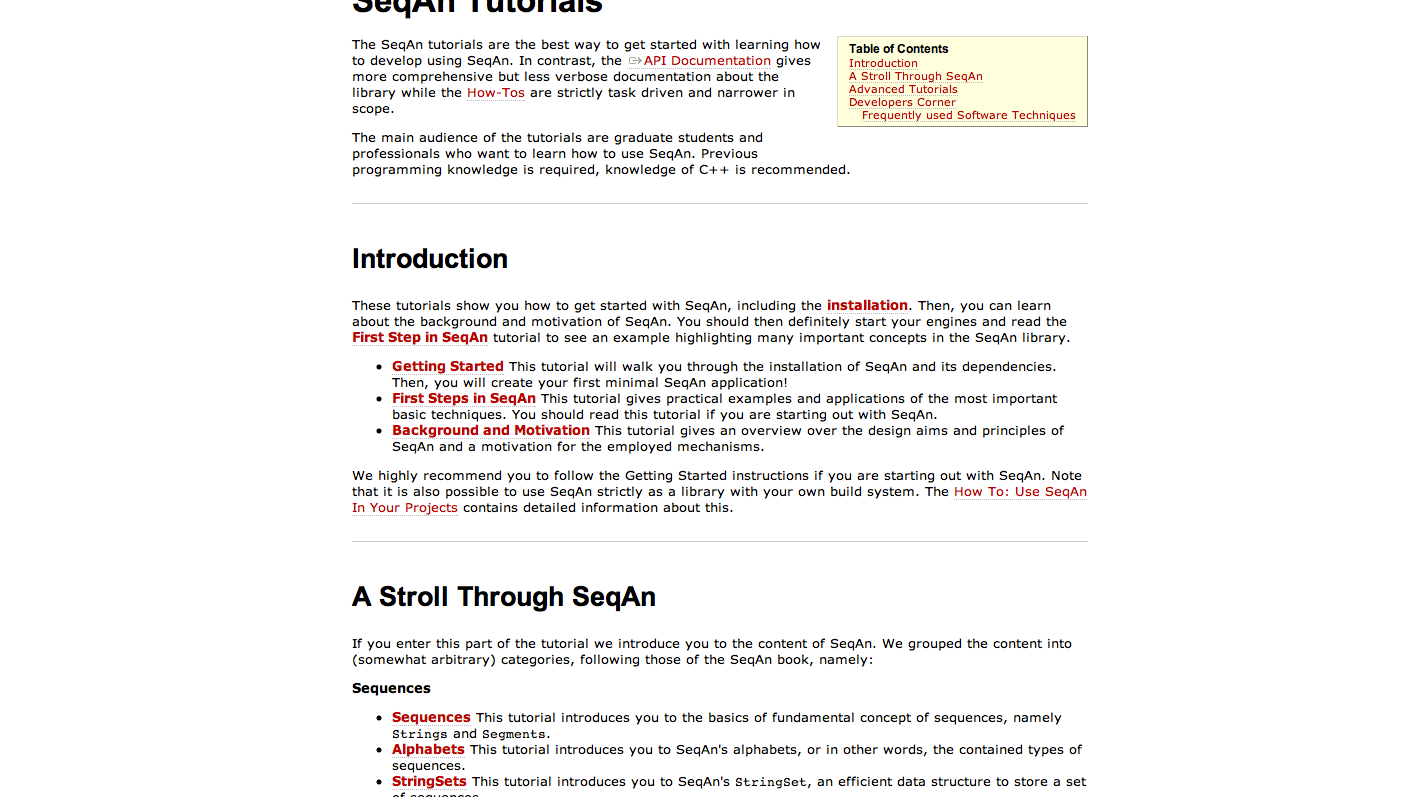 SeqAn Tutorials
The SeqAn tutorials are the best way to get started with learning how
to develop using SeqAn. In contrast, the API Documentation gives
more comprehensive but less verbose documentation about the
library while the How-Tos are strictly task driven and narrower in
scope.
Table of Contents
Introduction
A Stroll Through SeqAn
Advanced Tutorials
Developers Corner
Frequently used Software Techniques
The main audience of the tutorials are graduate students and
professionals who want to learn how to use SeqAn. Previous
programming knowledge is required, knowledge of C++ is recommended.
Introduction
These tutorials show you how to get started with SeqAn, including the installation. Then, you can learn
about the background and motivation of SeqAn. You should then definitely start your engines and read the
First Step in SeqAn tutorial to see an example highlighting many important concepts in the SeqAn library.
• Getting Started This tutorial will walk you through the installation of SeqAn and its dependencies.
Then, you will create your first minimal SeqAn application!
• First Steps in SeqAn This tutorial gives practical examples and applications of the most important
basic techniques. You should read this tutorial if you are starting out with SeqAn.
• Background and Motivation This tutorial gives an overview over the design aims and principles of
SeqAn and a motivation for the employed mechanisms.
We highly recommend you to follow the Getting Started instructions if you are starting out with SeqAn. Note
that it is also possible to use SeqAn strictly as a library with your own build system. The How To: Use SeqAn
In Your Projects contains detailed information about this.
A Stroll Through SeqAn
If you enter this part of the tutorial we introduce you to the content of SeqAn. We grouped the content into
(somewhat arbitrary) categories, following those of the SeqAn book, namely:
Sequences
• Sequences This tutorial introduces you to the basics of fundamental concept of sequences, namely
Strings and Segments.
• Alphabets This tutorial introduces you to SeqAn's alphabets, or in other words, the contained types of
sequences.
• StringSets This tutorial introduces you to SeqAn's StringSet, an efficient data structure to store a set
of sequences.